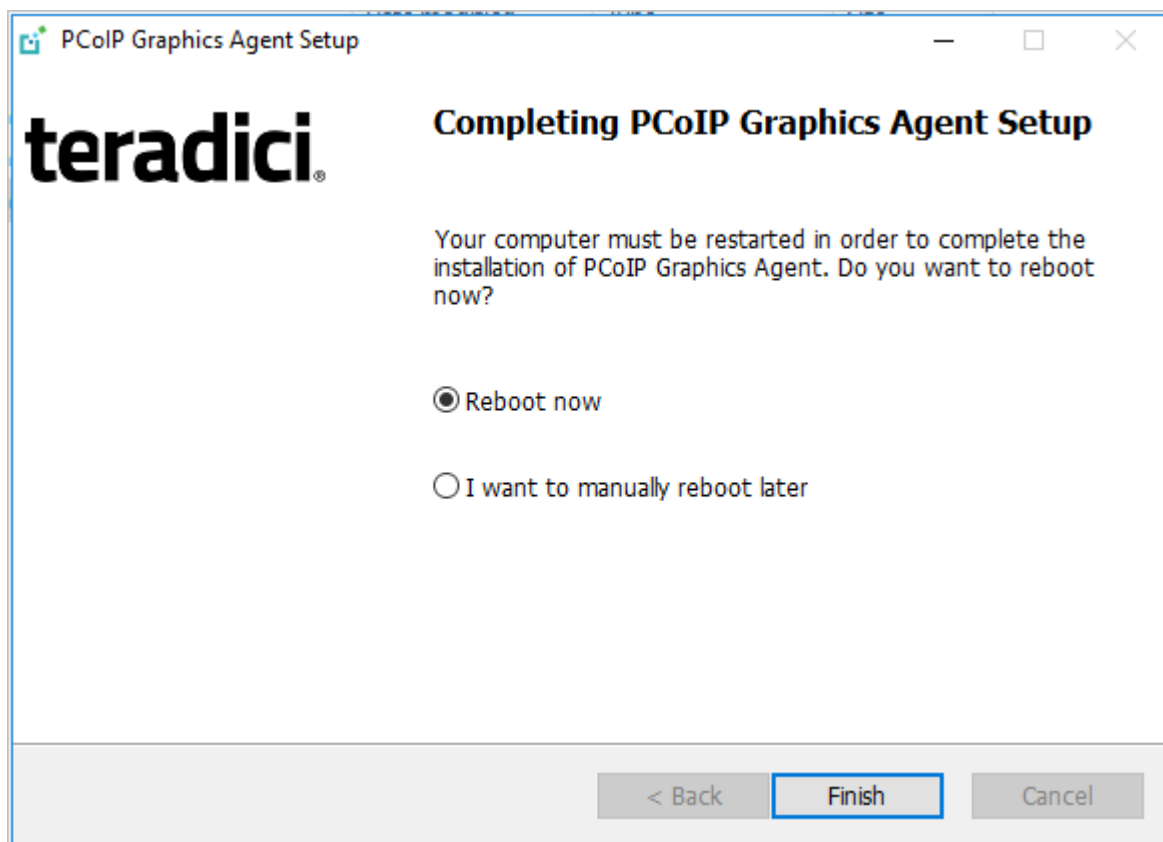 PCoIP Graphics Agent Setup
teradici®
Completing PCoIP Graphics Agent Setup
Your computer must be restarted in order to complete the
installation of PCoIP Graphics Agent. Do you want to reboot
now?
Reboot now
I want to manually reboot later
< Back
Finish
Cancel